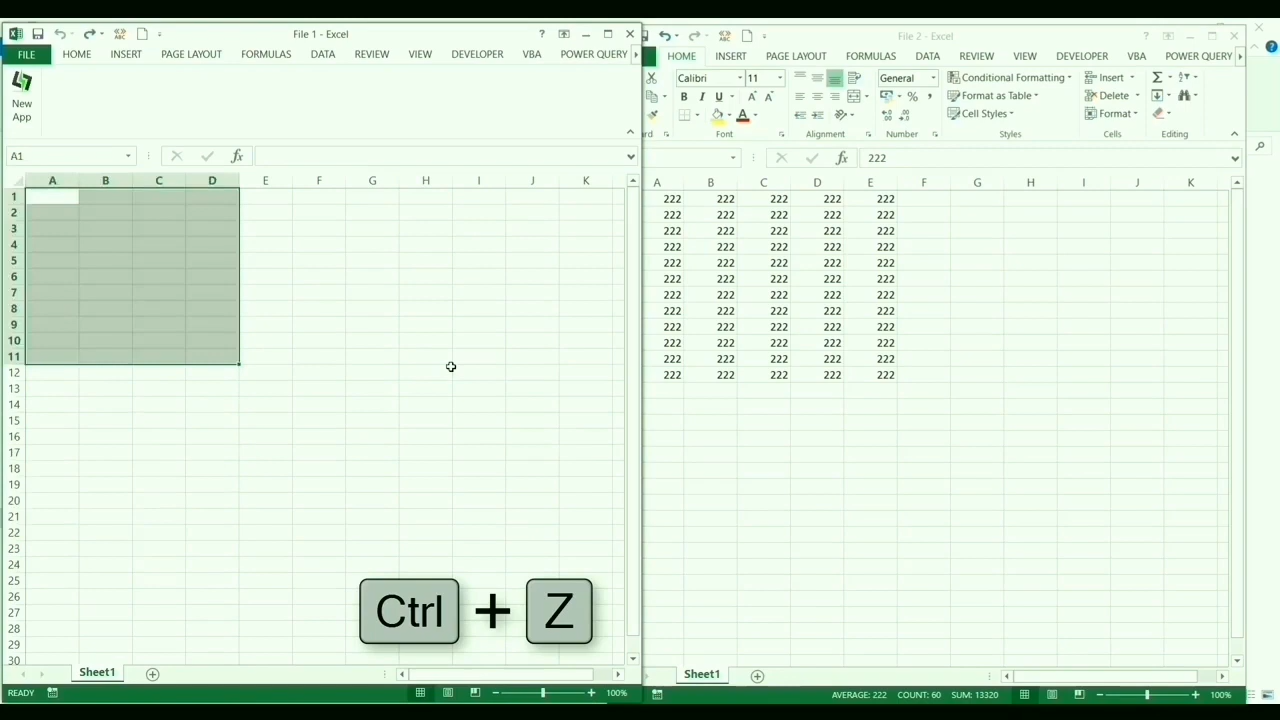 File 1 - Excel
?
FILE HOME INSERT PAGE LAYOUT FORMULAS DATA REVIEW VIEW DEVELOPER VBA POWER QUERY
New
App
A1 fx
A B C D E F G H I J K
1
2
3
4
5
6
7
8
9
10
11
12
13
14
15
16
17
18
19
20
21
22
23
24
25
26
27
28
29
30
Ctrl + Z
Sheet1
READY 100%
File 2 - Excel
?
HOME INSERT PAGE LAYOUT FORMULAS DATA REVIEW VIEW DEVELOPER VBA POWER QUERY
Calibri 11 General Conditional Formatting Insert
B I U A A % , Format as Table Delete
A Cell Styles Format
Font Alignment Number Styles Cells Editing
fx 222
A B C D E F G H I J K
222 222 222 222 222
222 222 222 222 222
222 222 222 222 222
222 222 222 222 222
222 222 222 222 222
222 222 222 222 222
222 222 222 222 222
222 222 222 222 222
222 222 222 222 222
222 222 222 222 222
222 222 222 222 222
222 222 222 222 222
Sheet1
AVERAGE: 222 COUNT: 60 SUM: 13320 100%